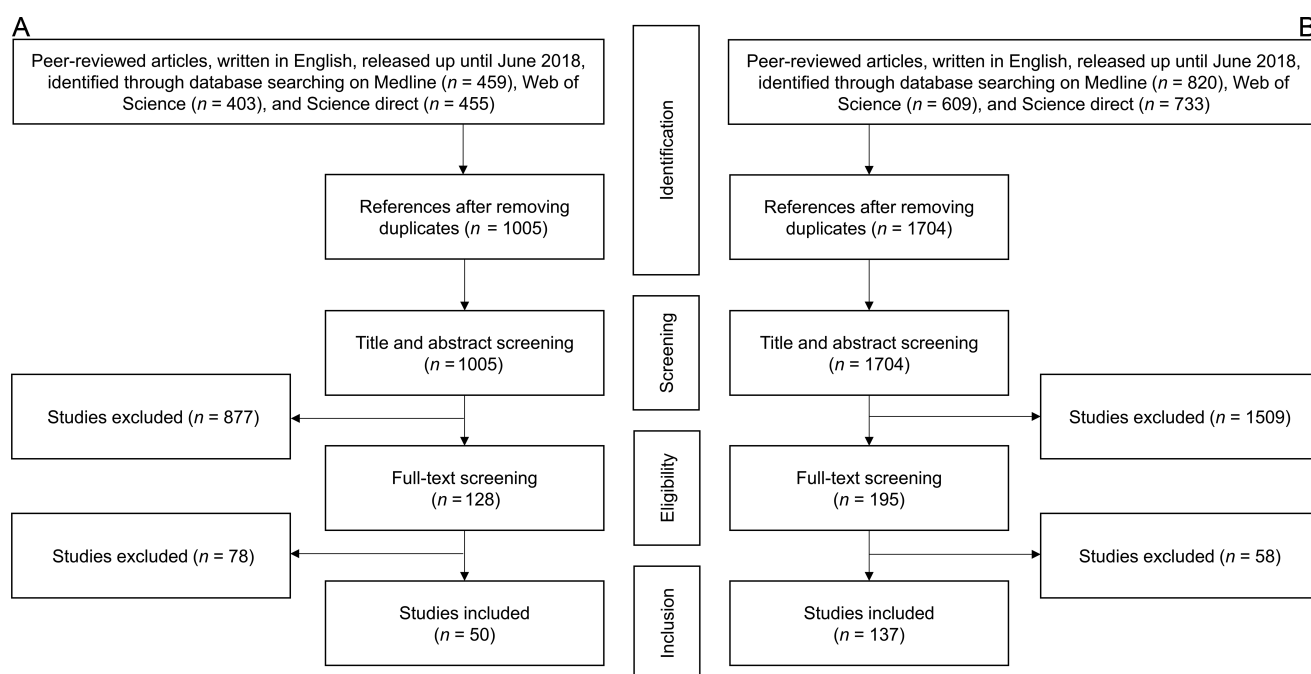 A
Peer-reviewed articles, written in English, released up until June 2018,
identified through database searching on Medline (n = 459), Web of
Science (n = 403), and Science direct (n = 455)
References after removing
duplicates (n = 1005)
Title and abstract screening
(n = 1005)
Studies excluded (n = 877)
Full-text screening
(n = 128)
Studies excluded (n = 78)
Studies included
(n = 50)
Identification
Screening
Eligibility
Inclusion
B
Peer-reviewed articles, written in English, released up until June 2018,
identified through database searching on Medline (n = 820), Web of
Science (n = 609), and Science direct (n = 733)
References after removing
duplicates (n = 1704)
Title and abstract screening
(n = 1704)
Studies excluded (n = 1509)
Full-text screening
(n = 195)
Studies excluded (n = 58)
Studies included
(n = 137)